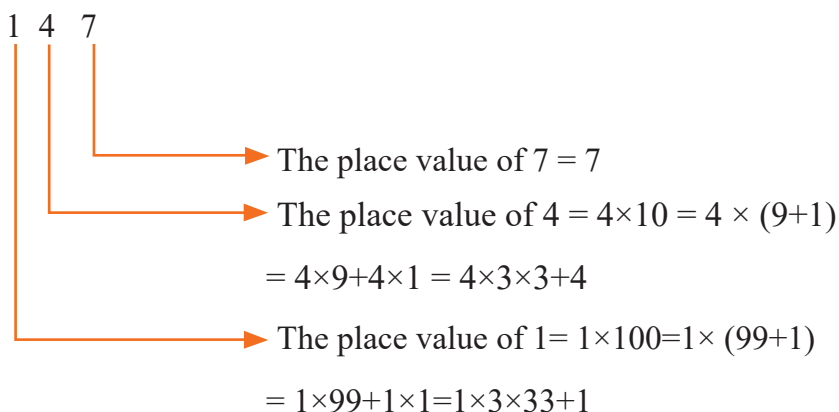 1 4 7
The place value of 7 = 7
The place value of 4 = 4×10 = 4 × (9+1)
= 4×9+4×1 = 4×3×3+4
The place value of 1= 1×100=1× (99+1)
= 1×99+1×1=1×3×33+1